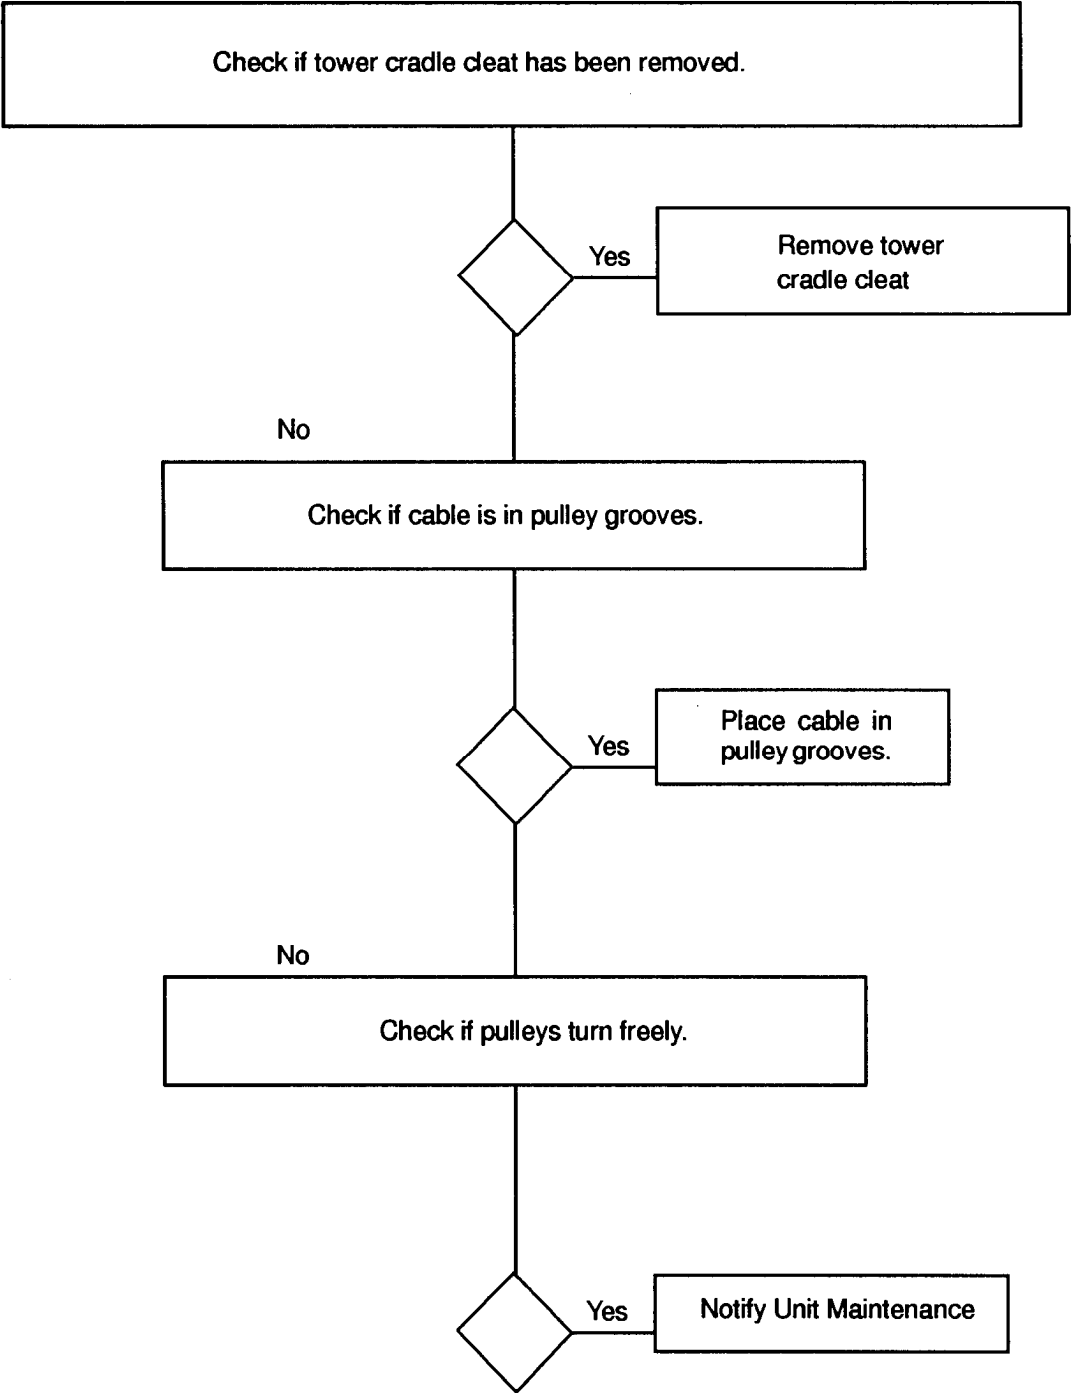 Check if tower cradle cleat has been removed.
Yes
Remove tower
cradle cleat
No
Check if cable is in pulley grooves.
Yes
Place cable in
pulley grooves.
No
Check if pulleys turn freely.
Yes
Notify Unit Maintenance